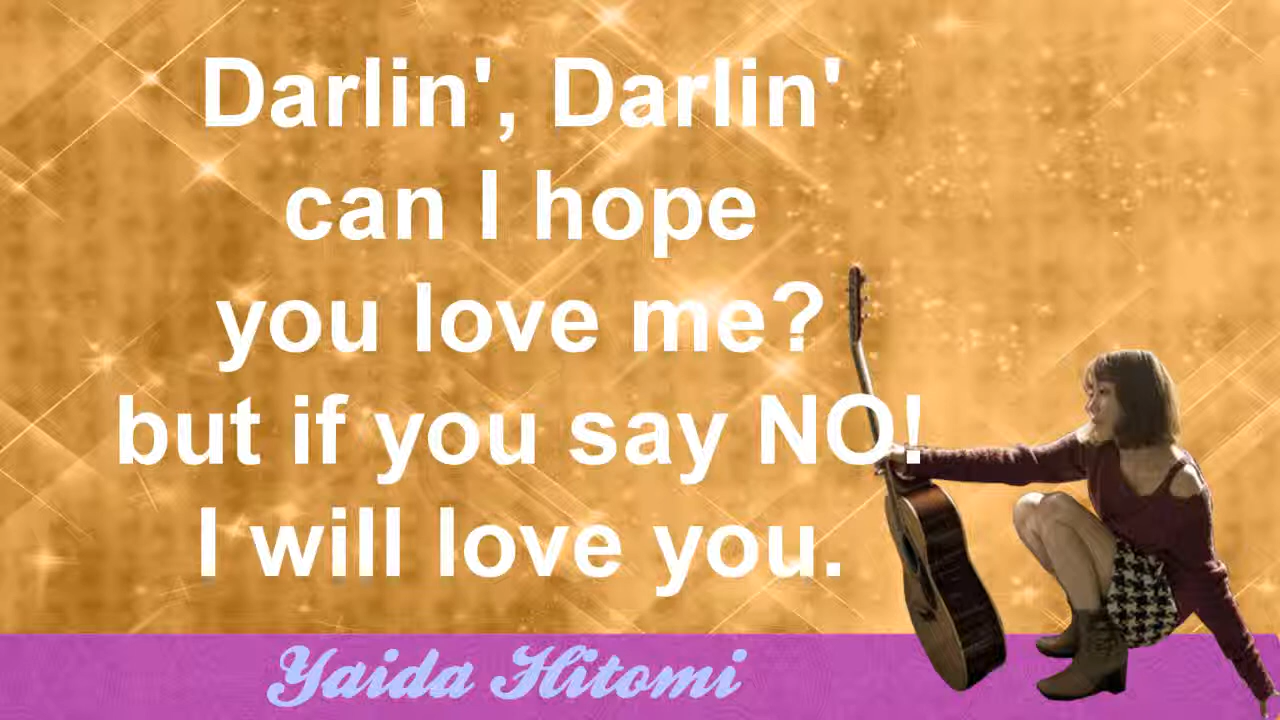 Darlin', Darlin'
can I hope
you love me?
but if you say NO!
I will love you.
Yaida Hitomi